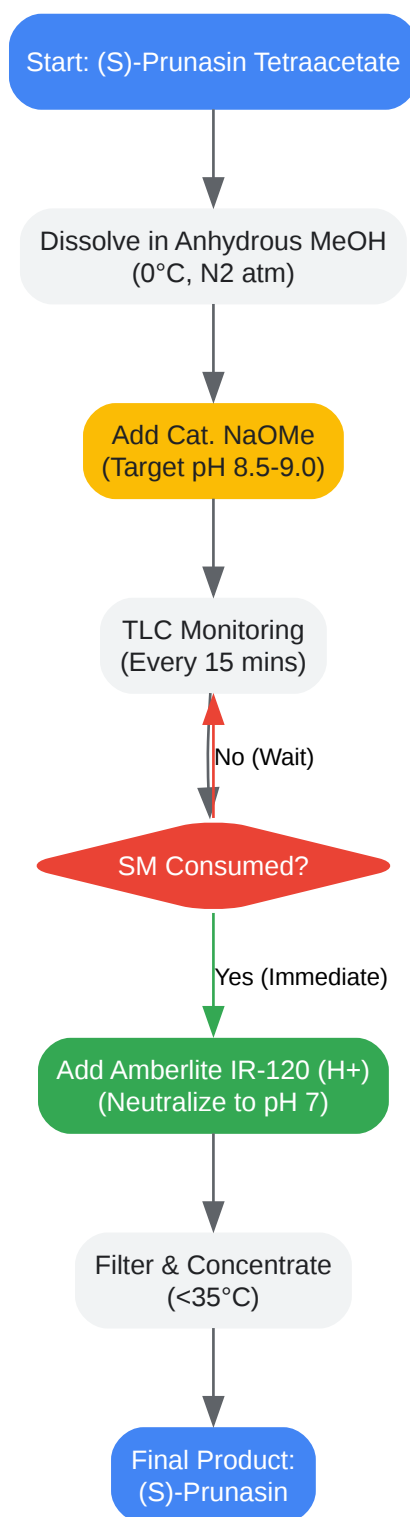 Start: (S)-Prunasin Tetraacetate
Dissolve in Anhydrous MeOH
(0°C, N2 atm)
Add Cat. NaOMe
(Target pH 8.5-9.0)
TLC Monitoring
(Every 15 mins)
No (Wait)
SM Consumed?
Yes (Immediate)
Add Amberlite IR-120 (H+)
(Neutralize to pH 7)
Filter & Concentrate
(<35°C)
Final Product:
(S)-Prunasin